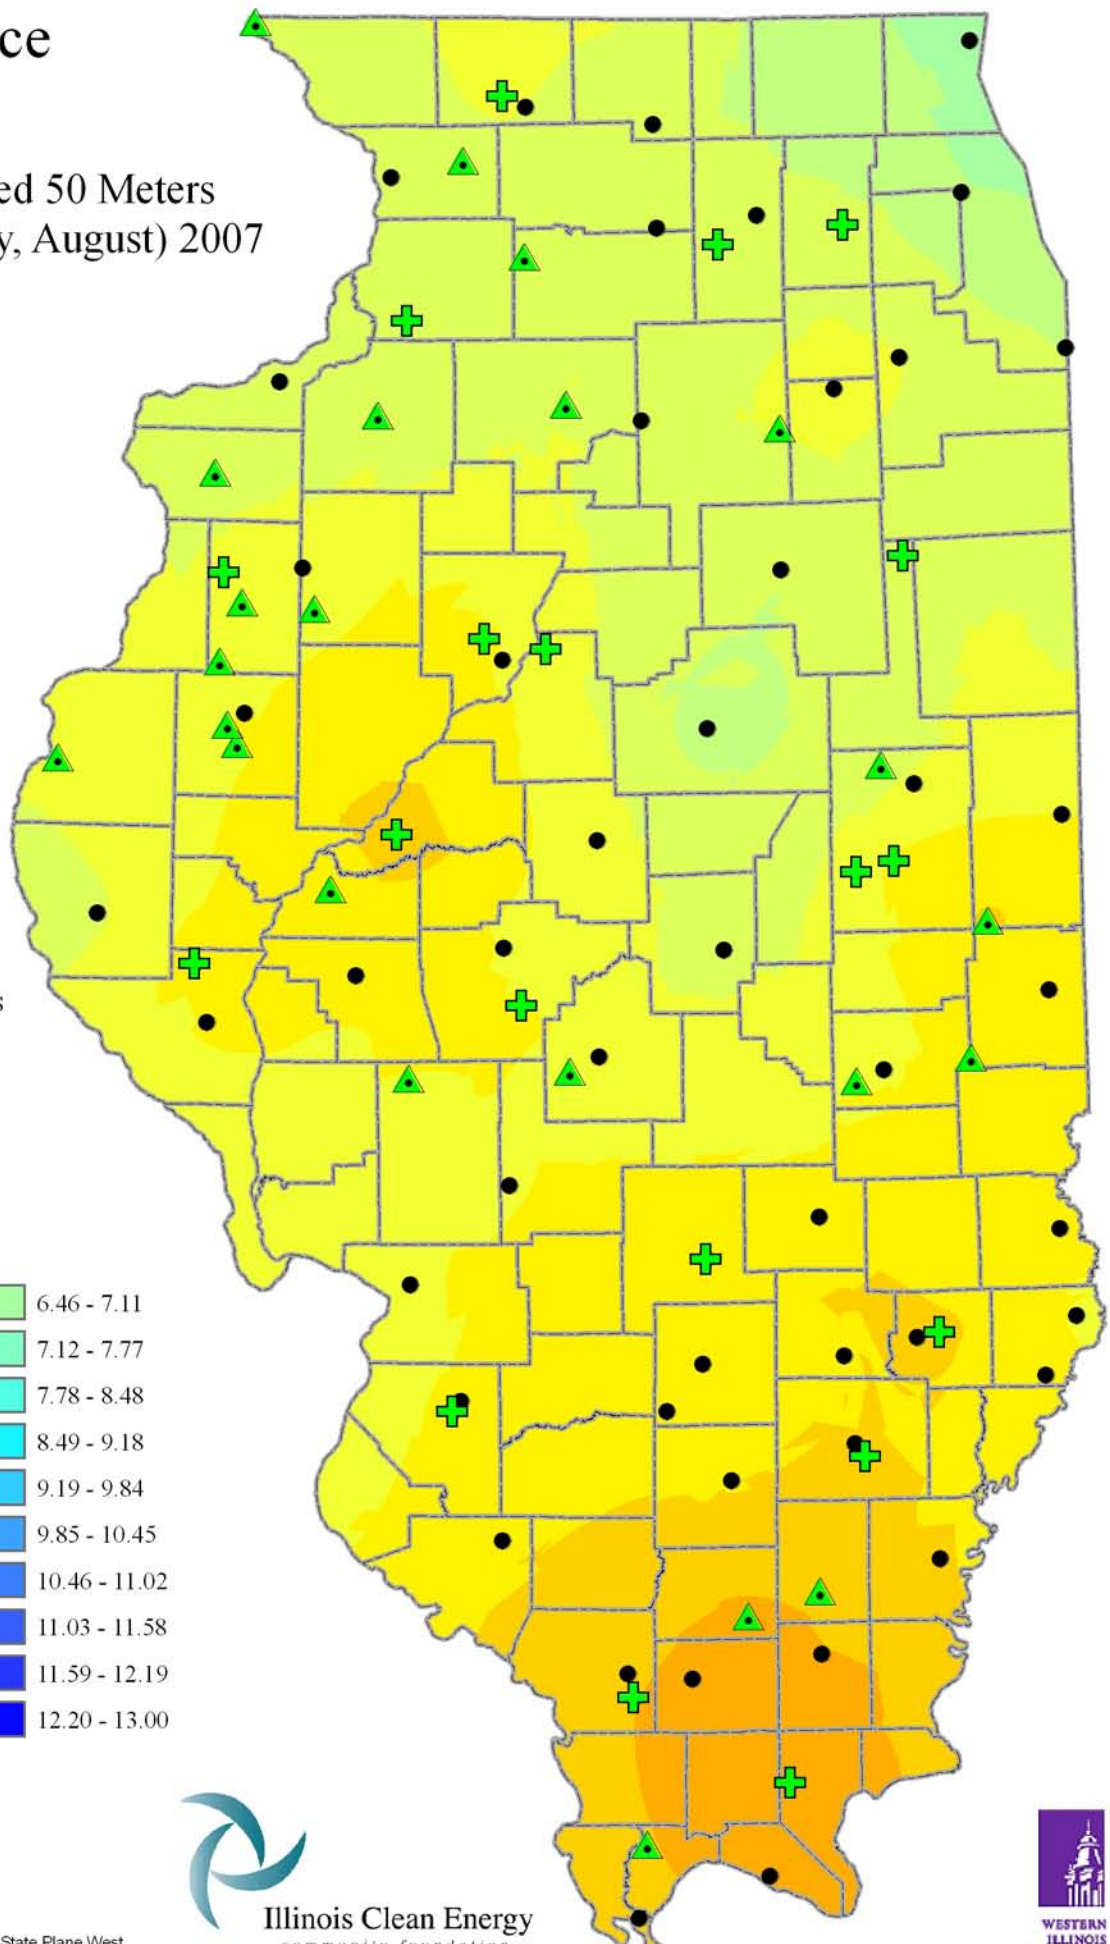 ce
ed 50 Meters
y, August) 2007
s
6.46 - 7.11
7.12 - 7.77
7.78 - 8.48
8.49 - 9.18
9.19 - 9.84
9.85 - 10.45
10.46 - 11.02
11.03 - 11.58
11.59 - 12.19
12.20 - 13.00
Illinois Clean Energy
community foundation
WESTERN
ILLINOIS
State Plane West